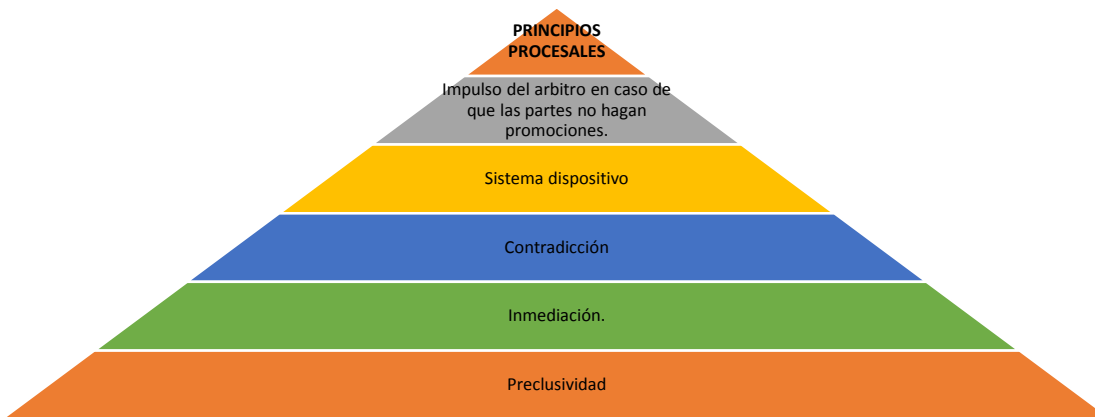 PRINCIPIOS
PROCESALES
Impulso del arbitro en caso de
que las partes no hagan
promociones.
Sistema dispositivo
Contradicción
Inmediación.
Preclusividad